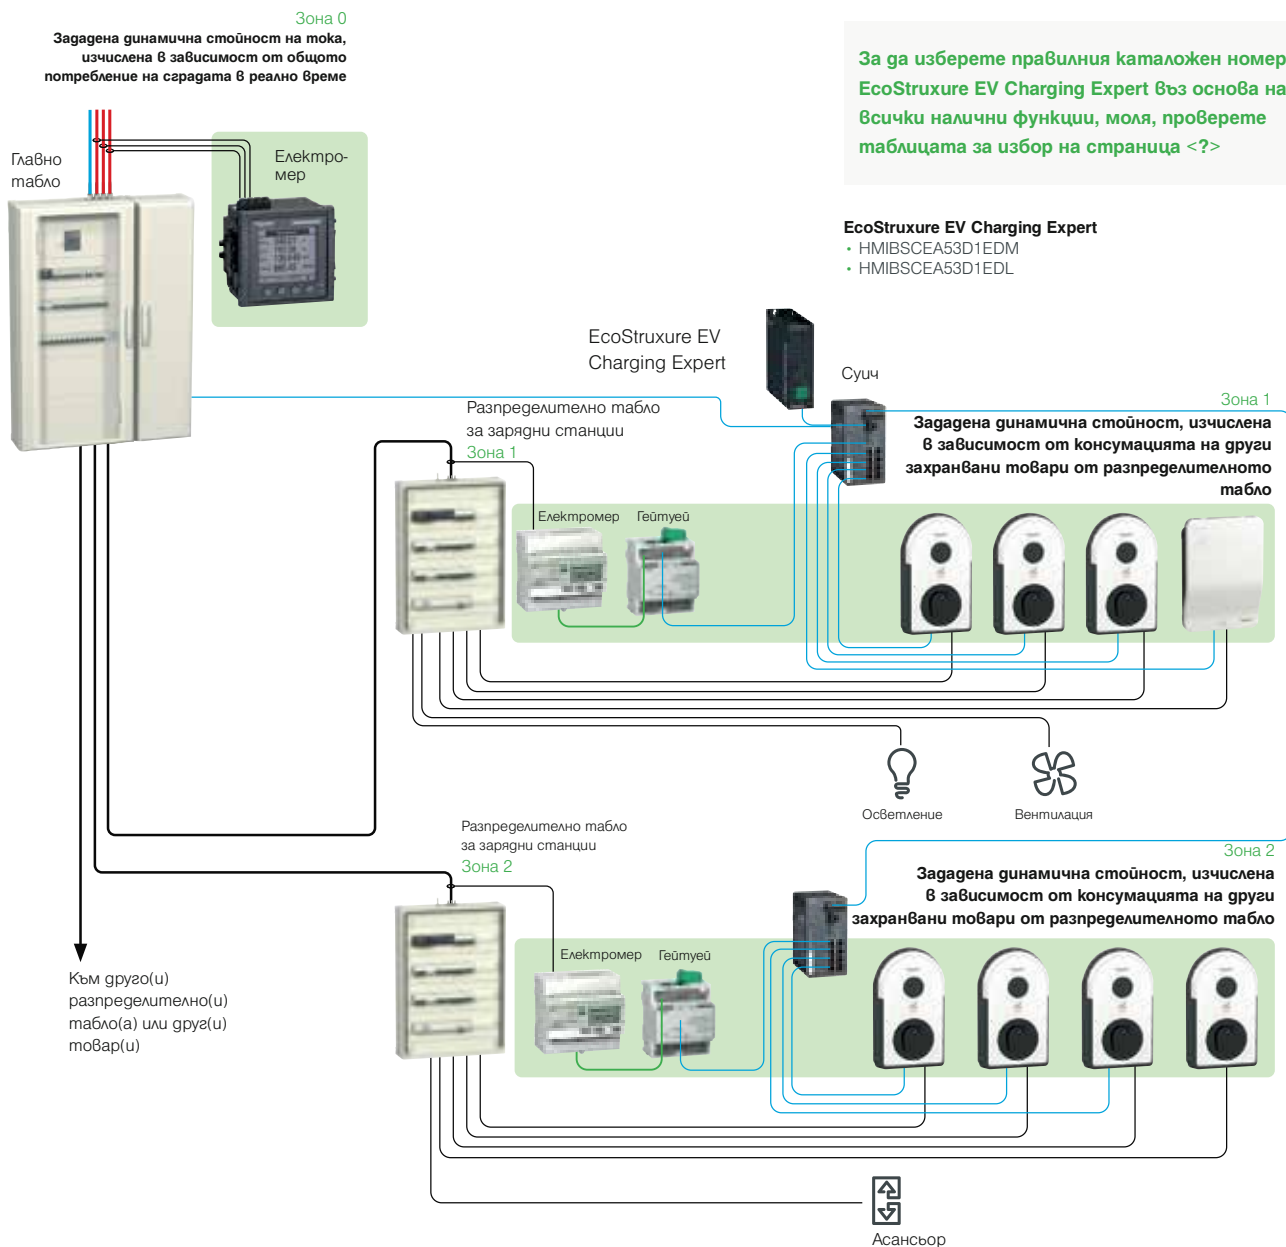 Зона 0
Зададена динамична стойност на тока,
изчислена в зависимост от общото
потребление на сградата в реално време
За да изберете правилния каталожен номер
EcoStruxure EV Charging Expert въз основа на
всички налични функции, моля, проверете
таблицата за избор на страница <?>
Главно
табло
Електро-
мер
EcoStruxure EV Charging Expert
• HMIBSCEA53D1EDM
• HMIBSCEA53D1EDL
EcoStruxure EV
Charging Expert
Суич
Разпределително табло
за зарядни станции
Зона 1
Зона 1
Зададена динамична стойност, изчислена
в зависимост от консумацията на други
захранвани товари от разпределителното
табло
Електромер
Гейтуей
Осветление
Вентилация
Разпределително табло
за зарядни станции
Зона 2
Зона 2
Зададена динамична стойност, изчислена
в зависимост от консумацията на други
захранвани товари от разпределителното табло
Електромер
Гейтуей
Към друго(и)
разпределително(и)
табло(а) или друг(и)
товар(и)
Асансьор